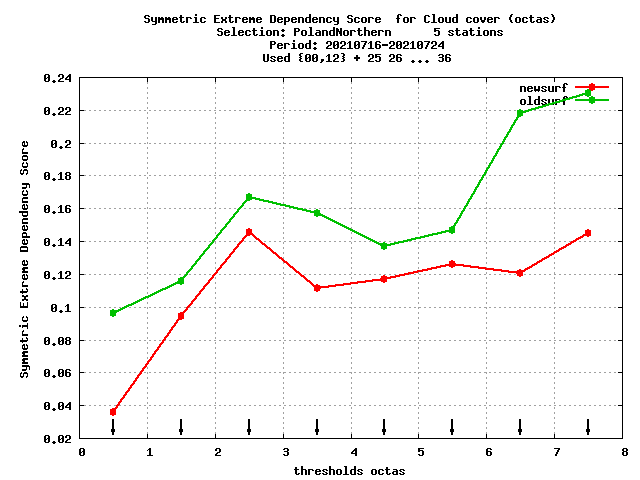 Symmetric Extreme Dependency Score  for Cloud cover (octas)
Selection: PolandNorthern      5 stations
Period: 20210716-20210724
Used {00,12} + 25 26 ... 36
newsurf
oldsurf
0.24
0.22
0.2
0.18
0.16
0.14
0.12
0.1
0.08
0.06
0.04
0.02
Symmetric Extreme Dependency Score
0 1 2 3 4 5 6 7 8
thresholds octas